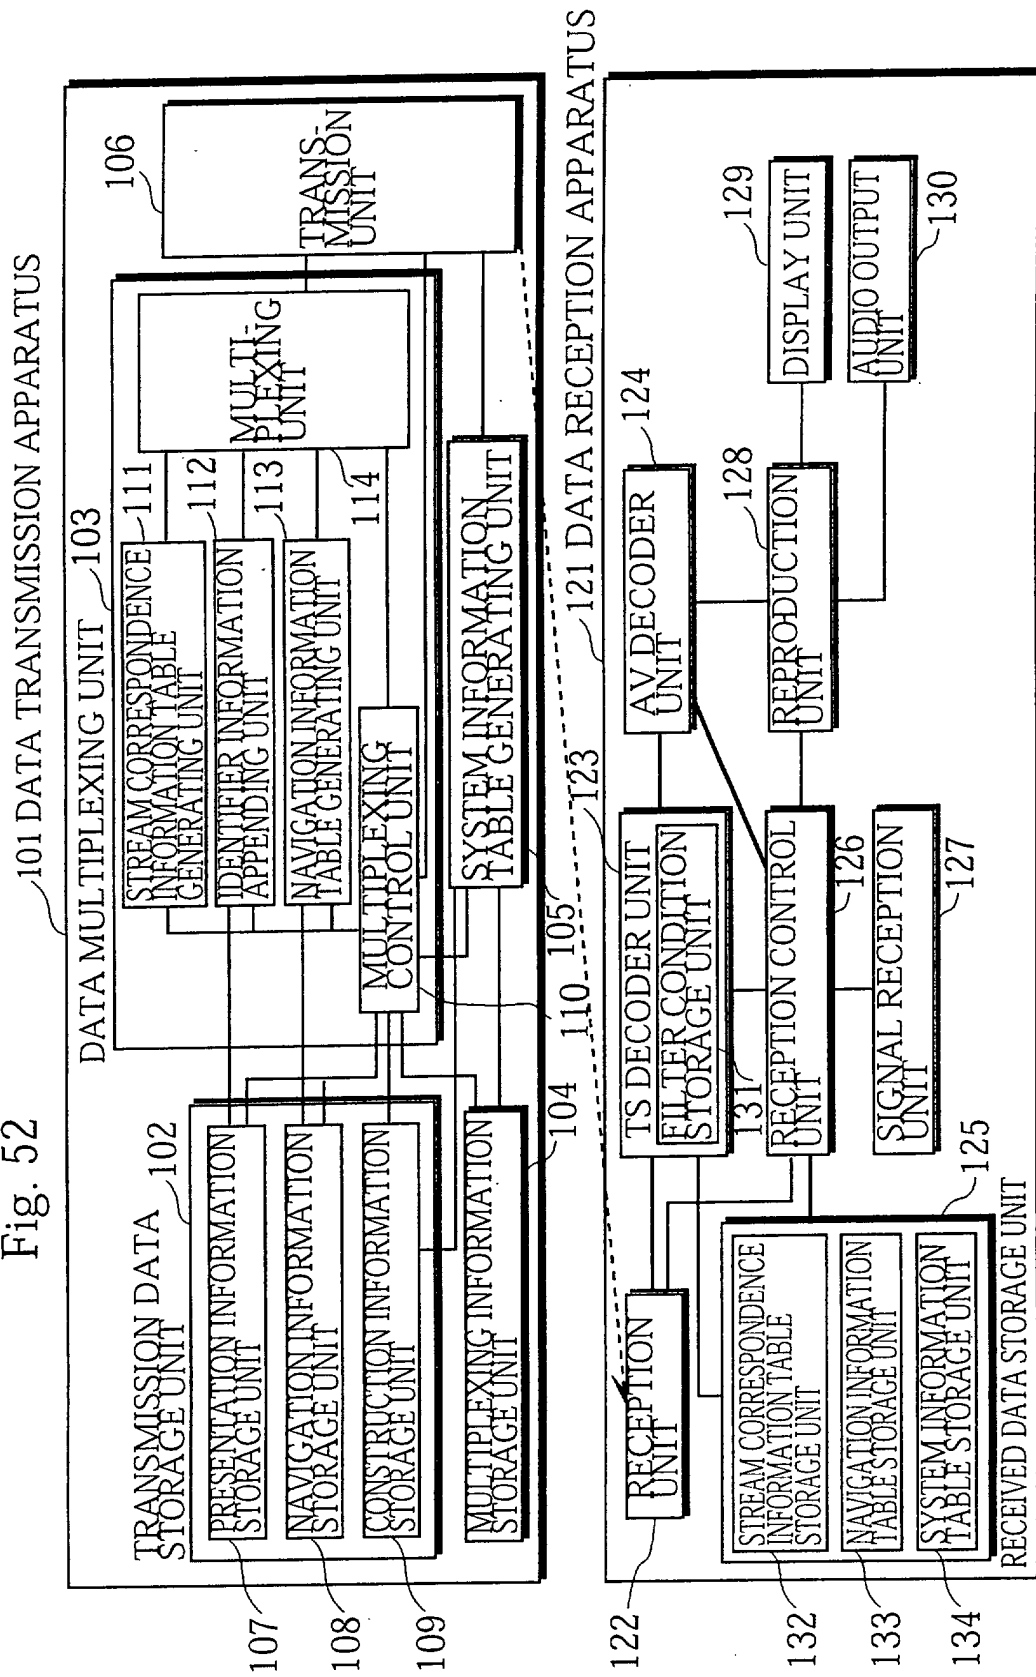 Fig. 52
101 DATA TRANSMISSION APPARATUS
TRANSMISSION DATA
STORAGE UNIT
102
DATA MULTIPLEXING UNIT
103
PRESENTATION INFORMATION
STORAGE UNIT
107
NAVIGATION INFORMATION
STORAGE UNIT
108
CONSTRUCTION INFORMATION
STORAGE UNIT
109
MULTIPLEXING INFORMATION
STORAGE UNIT
104
STREAM CORRESPONDENCE
INFORMATION TABLE
GENERATING UNIT
111
IDENTIFIER INFORMATION
APPENDING UNIT
112
NAVIGATION INFORMATION
TABLE GENERATING UNIT
113
MULTIPLEXING
CONTROL UNIT
110
MULTI-
PLEXING
UNIT
114
SYSTEM INFORMATION
TABLE GENERATING UNIT
105
TRANS-
MISSION
UNIT
106
121 DATA RECEPTION APPARATUS
RECEPTION
UNIT
122
TS DECODER UNIT
123
FILTER CONDITION
STORAGE UNIT
131
AV DECODER
UNIT
124
RECEPTION CONTROL
UNIT
126
REPRODUCTION
UNIT
128
DISPLAY UNIT
129
AUDIO OUTPUT
UNIT
130
SIGNAL RECEPTION
UNIT
127
STREAM CORRESPONDENCE
INFORMATION TABLE
STORAGE UNIT
132
NAVIGATION INFORMATION
TABLE STORAGE UNIT
133
SYSTEM INFORMATION
TABLE STORAGE UNIT
134
125
RECEIVED DATA STORAGE UNIT